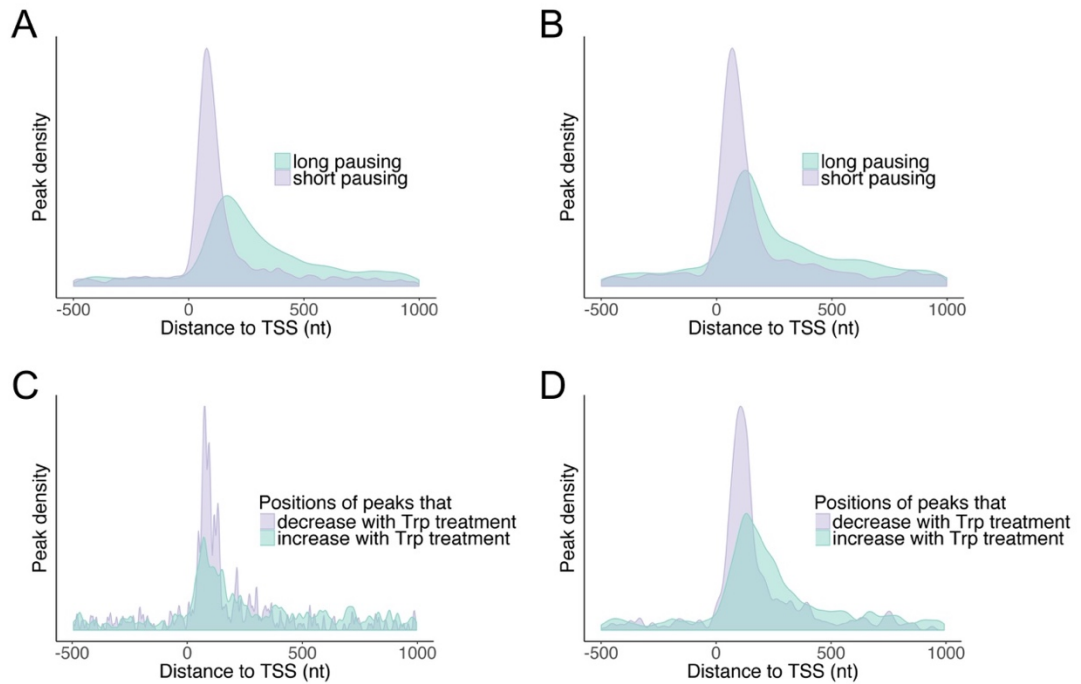 A
Peak density
long pausing
short pausing
-500 0 500 1000
Distance to TSS (nt)
B
Peak density
long pausing
short pausing
-500 0 500 1000
Distance to TSS (nt)
C
Peak density
Positions of peaks that
decrease with Trp treatment
increase with Trp treatment
-500 0 500 1000
Distance to TSS (nt)
D
Peak density
Positions of peaks that
decrease with Trp treatment
increase with Trp treatment
-500 0 500 1000
Distance to TSS (nt)